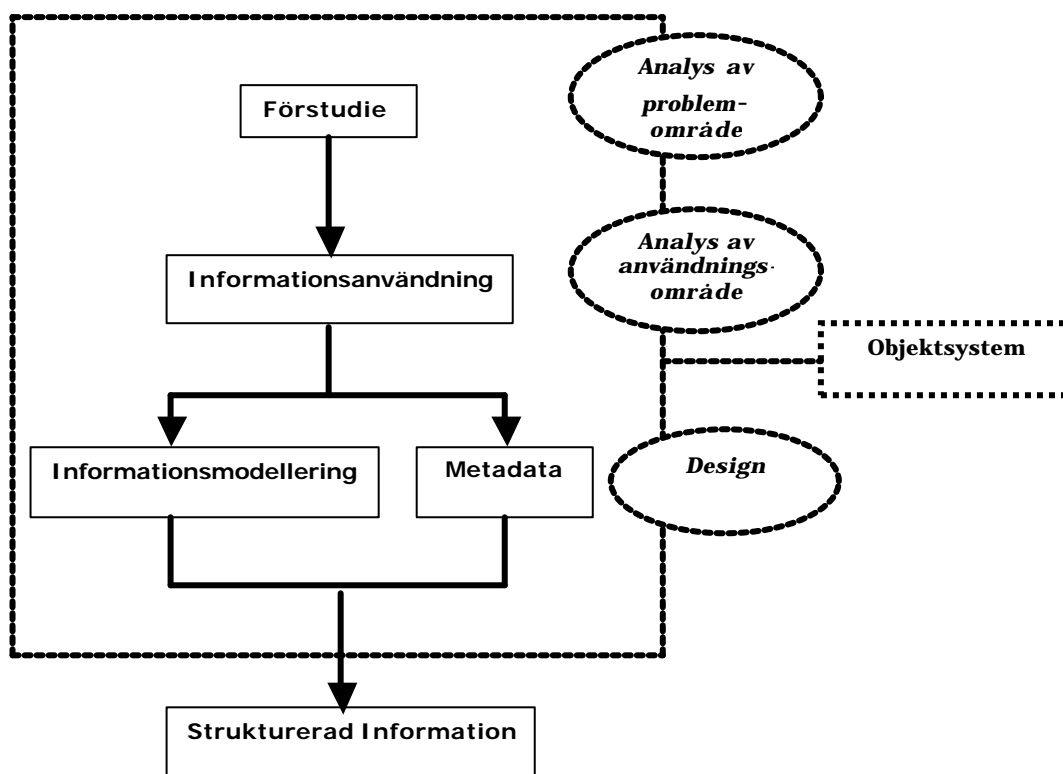 Analys av
problem-
område
Förstudie
Analys av
användnings-
område
Informationsanvändning
Objektsystem
Informationsmodellering
Metadata
Design
Strukturerad Information